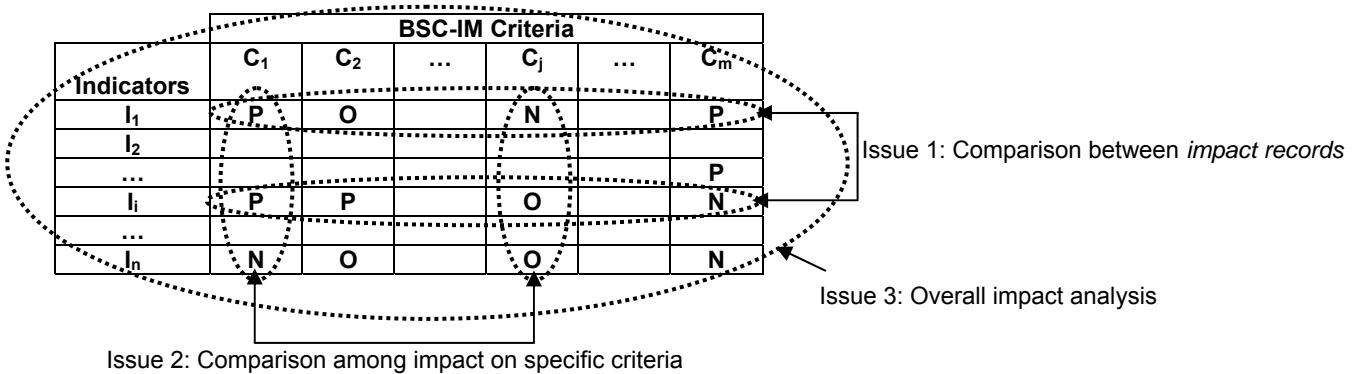 BSC-IM Criteria
Indicators C₁ C₂ … Cⱼ … Cₘ
I₁ P O N P
I₂
… P
Iᵢ P P O N
…
Iₙ N O O N
Issue 1: Comparison between impact records
Issue 3: Overall impact analysis
Issue 2: Comparison among impact on specific criteria